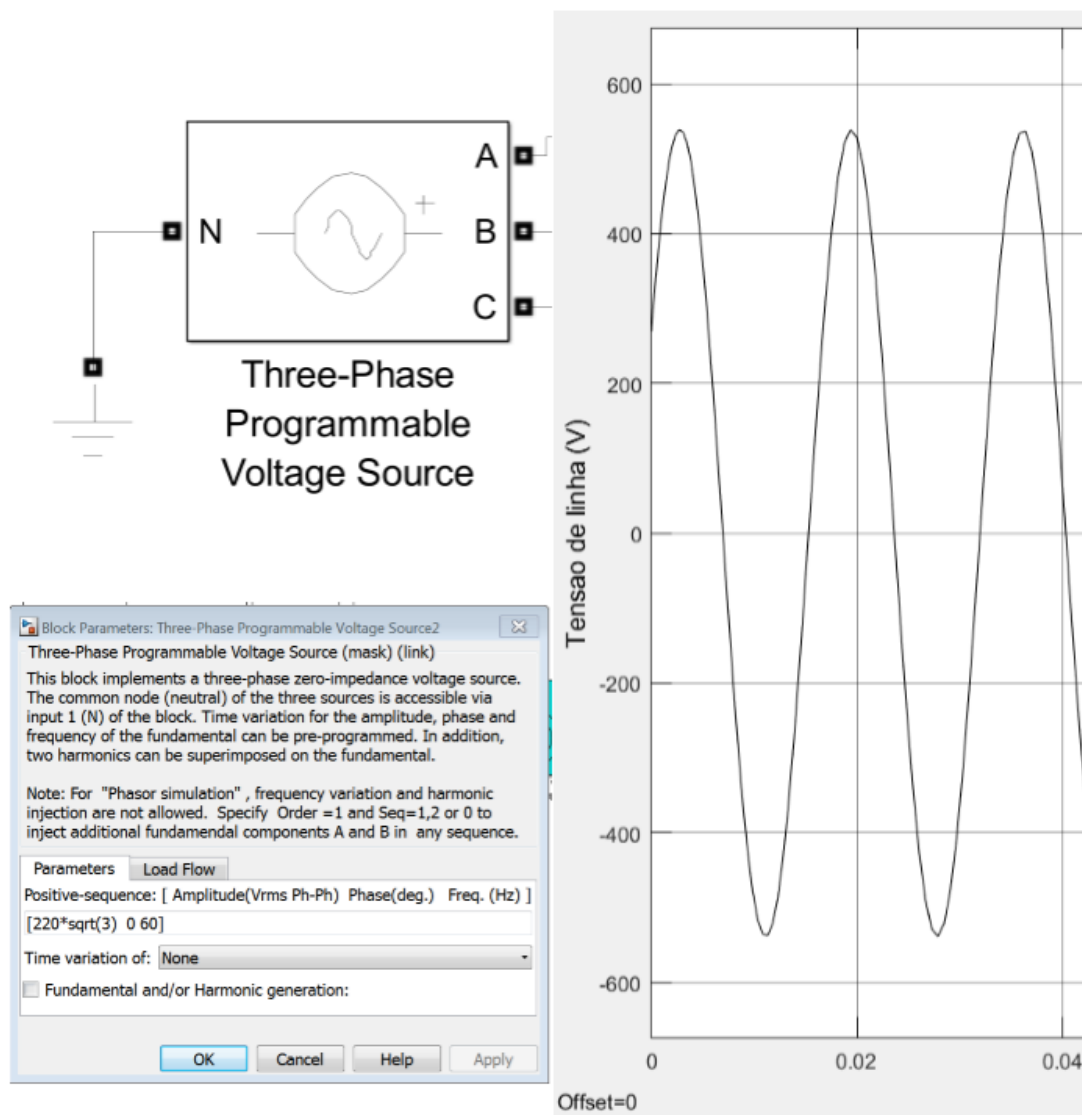 A
N
B
C
Three-Phase
Programmable
Voltage Source
Block Parameters: Three-Phase Programmable Voltage Source2
Three-Phase Programmable Voltage Source (mask) (link)
This block implements a three-phase zero-impedance voltage source.
The common node (neutral) of the three sources is accessible via
input 1 (N) of the block. Time variation for the amplitude, phase and
frequency of the fundamental can be pre-programmed. In addition,
two harmonics can be superimposed on the fundamental.
Note: For "Phasor simulation" , frequency variation and harmonic
injection are not allowed. Specify Order =1 and Seq=1,2 or 0 to
inject additional fundamendal components A and B in any sequence.
Parameters
Load Flow
Positive-sequence: [ Amplitude(Vrms Ph-Ph) Phase(deg.) Freq. (Hz) ]
[220*sqrt(3) 0 60]
Time variation of: None
Fundamental and/or Harmonic generation:
OK
Cancel
Help
Apply
Tensao de linha (V)
600
400
200
0
-200
-400
-600
0
0.02
0.04
Offset=0